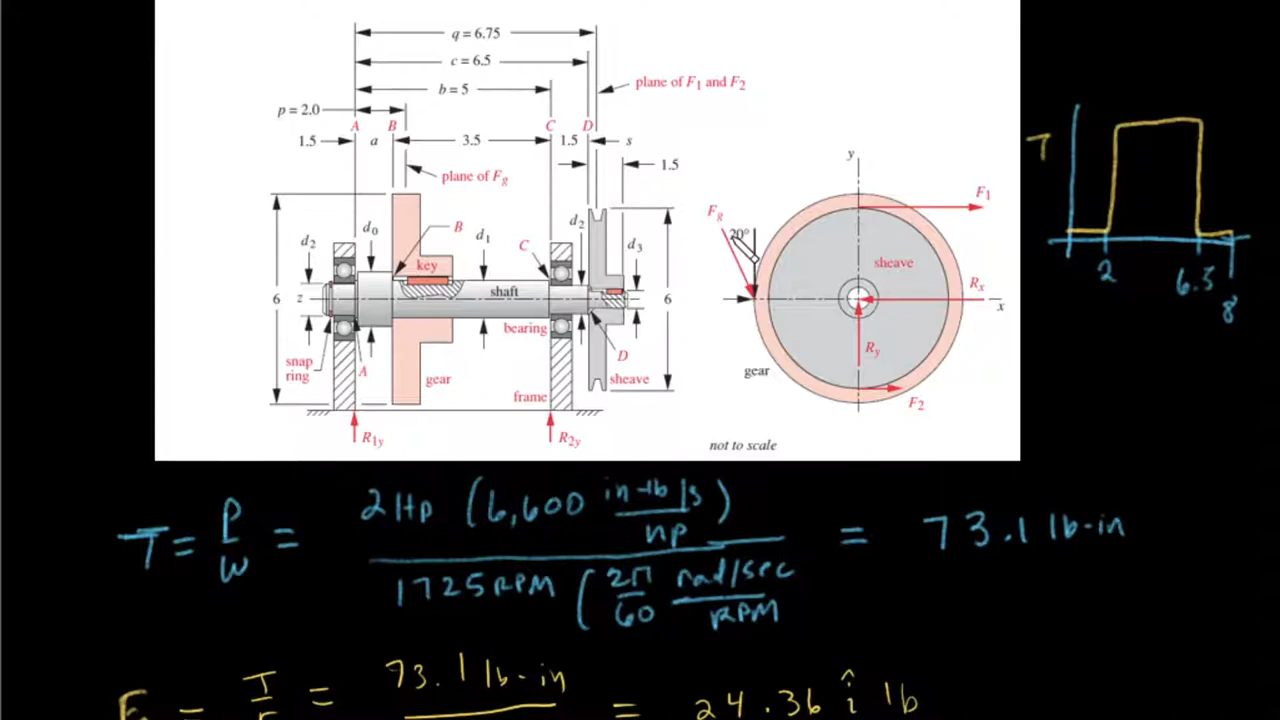 q = 6.75
c = 6.5
plane of F1 and F2
b = 5
p = 2.0
A B C D
1.5 a 3.5 1.5 s
1.5
plane of Fg
T
2 6.5 8
y
F1
Fg
20°
d2 d0 B d1 C d2 d3
key
sheave
6 z shaft 6
Rx
x
bearing
Ry
snap
ring
A
D
gear
sheave
gear
frame
F2
R1y
R2y
not to scale
T = P/w = 2 Hp (6,600 in-lb/s / hp) / 1725 RPM (2π/60 rad/sec / RPM = 73.1 lb-in
= T = 73.1 lb-in = 24.36 î lb